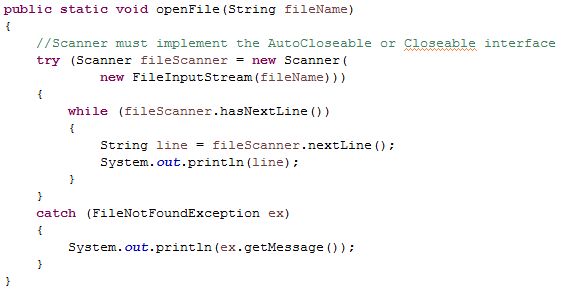 public static void openFile(String fileName)
{
    //Scanner must implement the AutoCloseable or Closeable interface
    try (Scanner fileScanner = new Scanner(
            new FileInputStream(fileName)))
    {
        while (fileScanner.hasNextLine())
        {
            String line = fileScanner.nextLine();
            System.out.println(line);
        }
    }
    catch (FileNotFoundException ex)
    {
        System.out.println(ex.getMessage());
    }
}